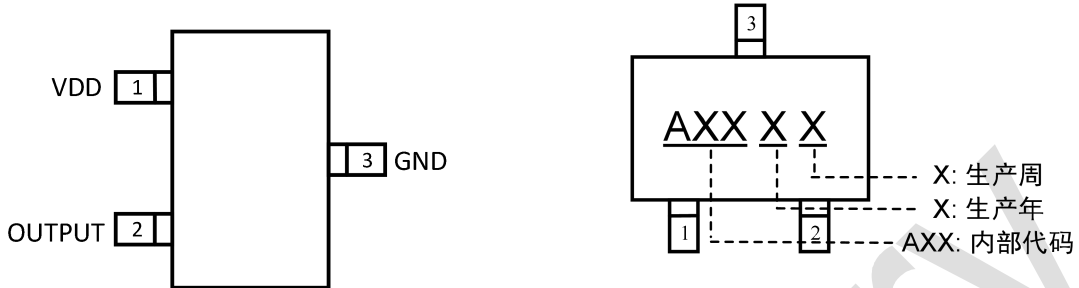 VDD 1
3 GND
OUTPUT 2
3
AXX X X
X: 生产周
X: 生产年
AXX: 内部代码
1 2